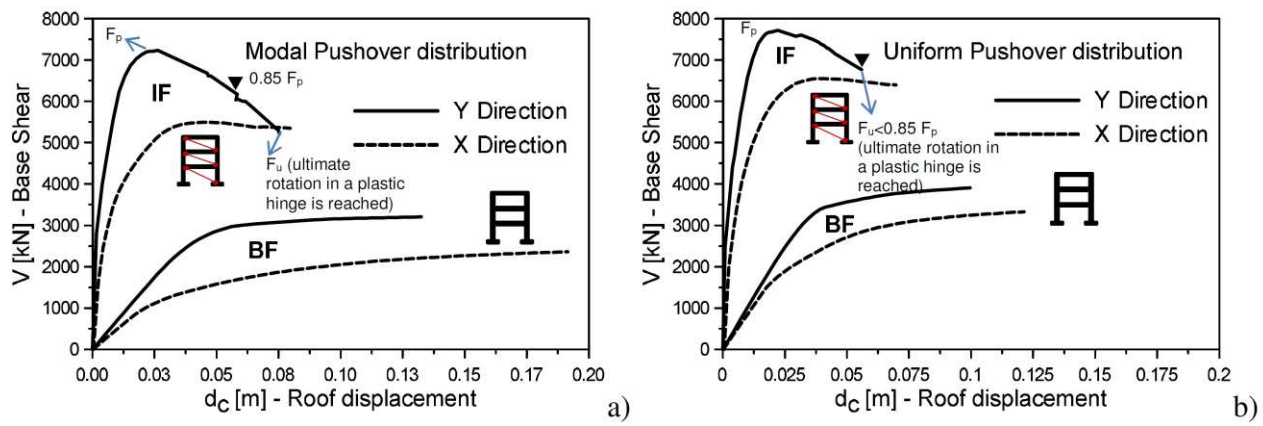 8000
7000
6000
5000
4000
3000
2000
1000
0
V [kN] - Base Shear
Fp
Modal Pushover distribution
0.85 Fp
IF
Y Direction
X Direction
Fu (ultimate
rotation in a plastic
hinge is reached)
BF
0.00 0.03 0.05 0.07 0.10 0.13 0.15 0.17 0.20
dC [m] - Roof displacement
a)
8000
7000
6000
5000
4000
3000
2000
1000
0
V [kN] - Base Shear
Fp
Uniform Pushover distribution
IF
Y Direction
X Direction
Fu<0.85 Fp
(ultimate rotation in
a plastic hinge is
reached)
BF
0 0.025 0.05 0.075 0.1 0.125 0.15 0.175 0.2
dC [m] - Roof displacement
b)